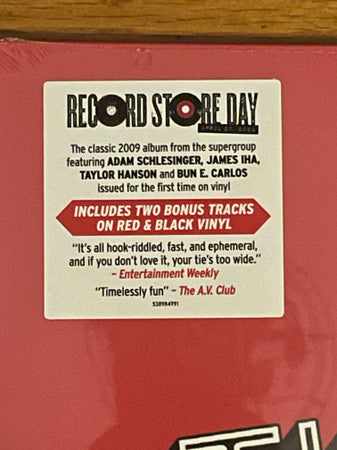 RECORD STORE DAY
The classic 2009 album from the supergroup
featuring ADAM SCHLESINGER, JAMES IHA,
TAYLOR HANSON and BUN E. CARLOS
issued for the first time on vinyl
INCLUDES TWO BONUS TRACKS
ON RED & BLACK VINYL
“It's all hook-riddled, fast, and ephemeral,
and if you don't love it, your tie's too wide.”
– Entertainment Weekly
“Timelessly fun” – The A.V. Club
538984991